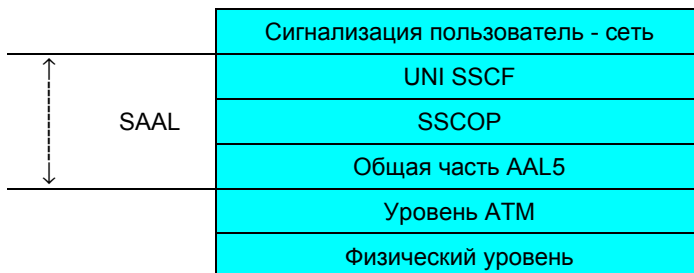 Сигнализация пользователь - сеть
UNI SSCF
SAAL
SSCOP
Общая часть AAL5
Уровень ATM
Физический уровень